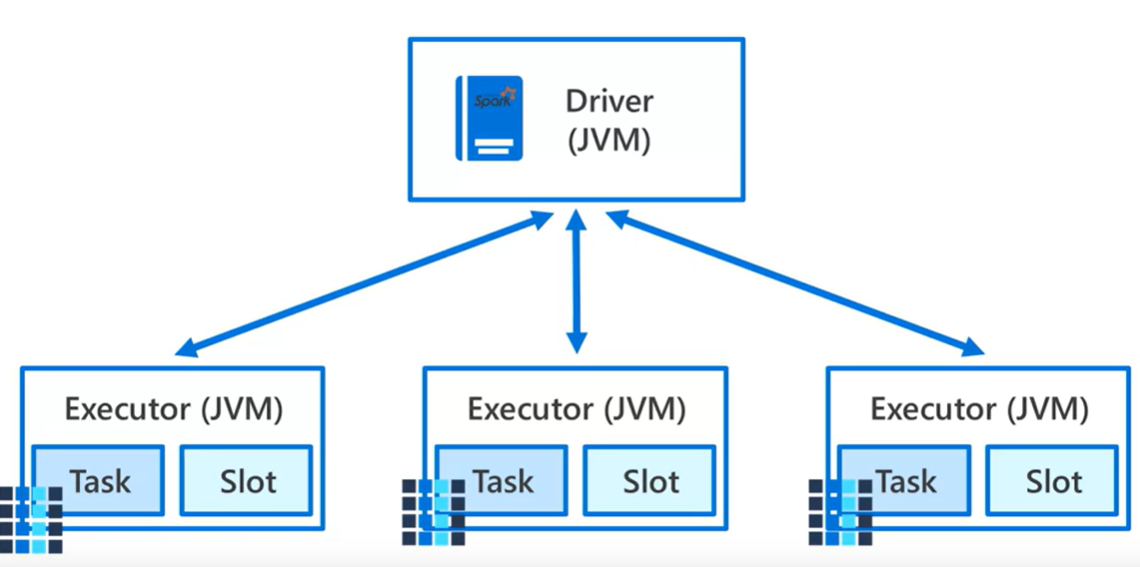 Spark
Driver
(JVM)
Executor (JVM)
Task
Slot
Executor (JVM)
Task
Slot
Executor (JVM)
Task
Slot